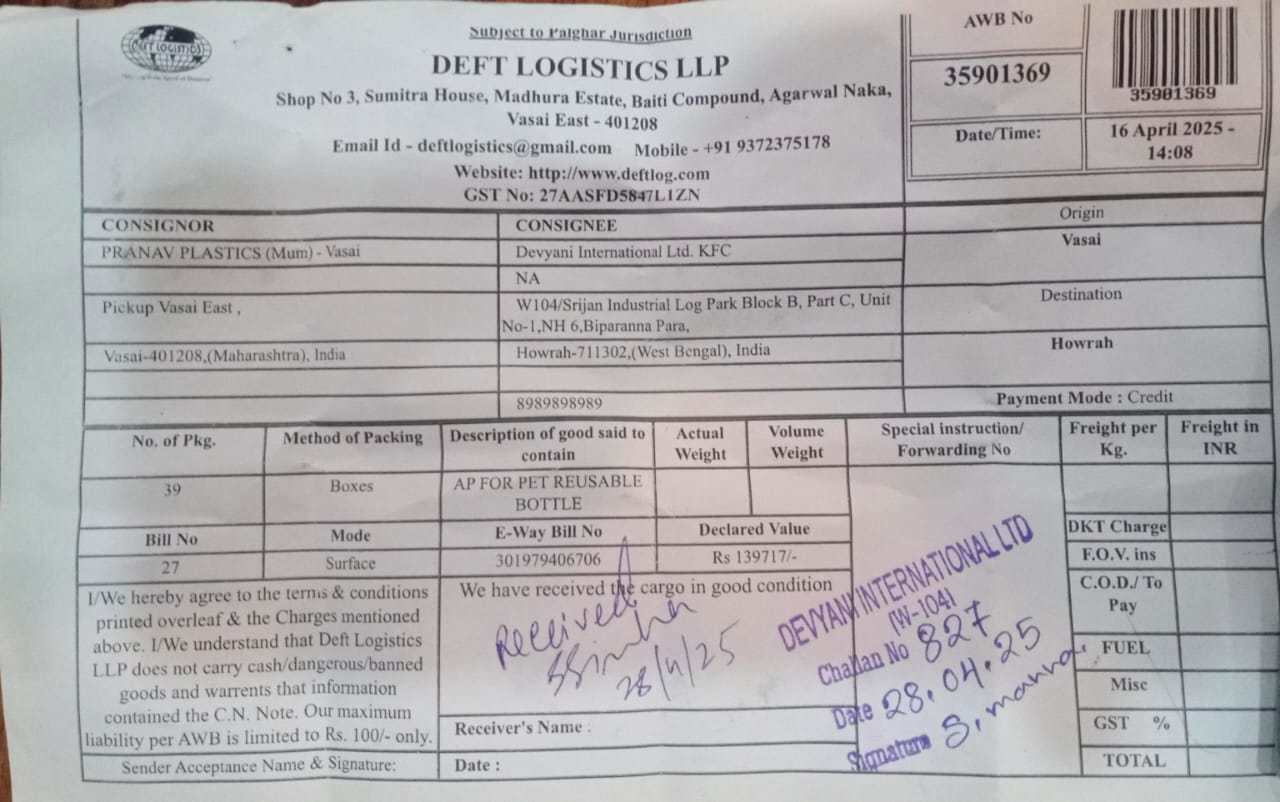 DEFT LOGISTICS
Subject to Palghar Jurisdiction
DEFT LOGISTICS LLP
Shop No 3, Sumitra House, Madhura Estate, Baiti Compound, Agarwal Naka,
Vasai East - 401208
Email Id - deftlogistics@gmail.com Mobile - +91 9372375178
Website: http://www.deftlog.com
GST No: 27AASFD5847L1ZN
AWB No
35901369
35901369
Date/Time:
16 April 2025 -
14:08
CONSIGNOR
CONSIGNEE
Origin
PRANAV PLASTICS (Mum) - Vasai
Devyani International Ltd. KFC
Vasai
NA
Pickup Vasai East ,
W104/Srijan Industrial Log Park Block B, Part C, Unit
No-1,NH 6,Biparanna Para,
Destination
Vasai-401208,(Maharashtra), India
Howrah-711302,(West Bengal), India
Howrah
8989898989
Payment Mode : Credit
No. of Pkg.
Method of Packing
Description of good said to
contain
Actual
Weight
Volume
Weight
Special instruction/
Forwarding No
Freight per
Kg.
Freight in
INR
39
Boxes
AP FOR PET REUSABLE
BOTTLE
Bill No
Mode
E-Way Bill No
Declared Value
DKT Charge
27
Surface
301979406706
Rs 139717/-
F.O.V. ins
C.O.D./ To
Pay
FUEL
Misc
GST %
TOTAL
I/We hereby agree to the terms & conditions
printed overleaf & the Charges mentioned
above. I/We understand that Deft Logistics
LLP does not carry cash/dangerous/banned
goods and warrents that information
contained the C.N. Note. Our maximum
liability per AWB is limited to Rs. 100/- only.
Sender Acceptance Name & Signature:
We have received the cargo in good condition
Received
28/4/25
Receiver's Name :
Date :
DEVYANI INTERNATIONAL LTD
(W-104)
Challan No 827
Date 28.04.25
Signature